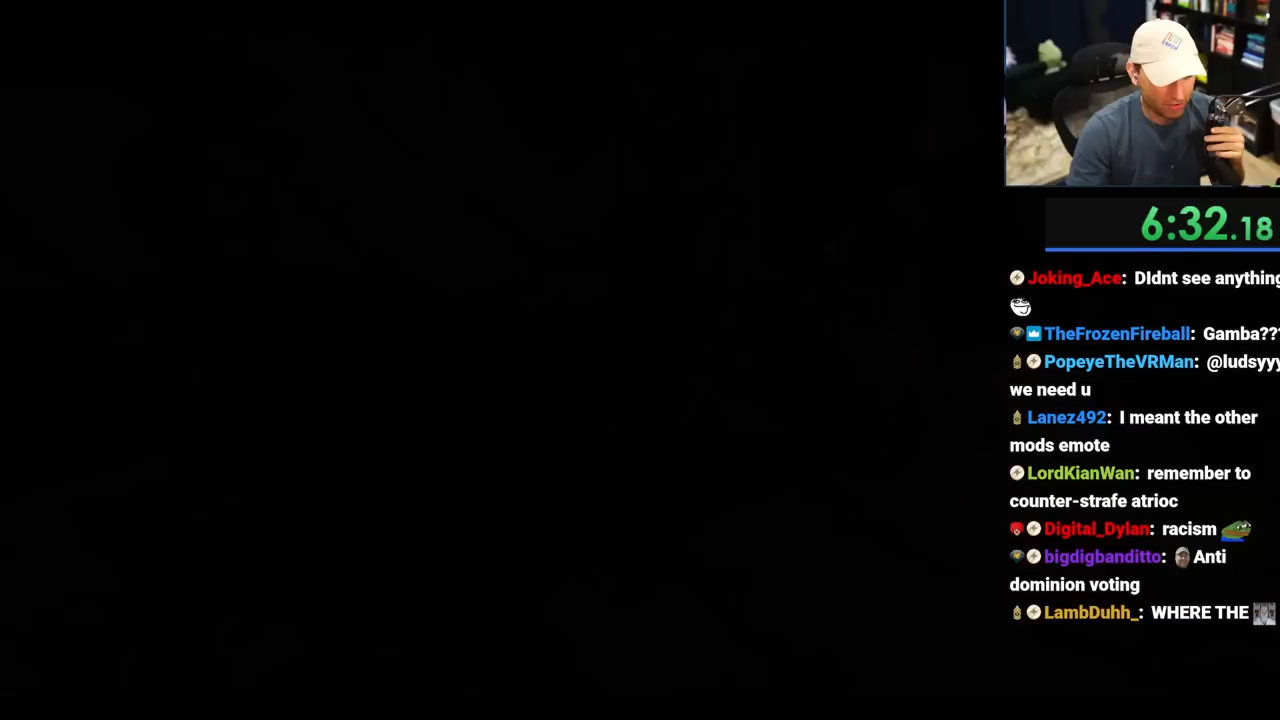 6:32.18
Joking_Ace: DIdnt see anything
TheFrozenFireball: Gamba??
PopeyeTheVRMan: @ludsyyy
we need u
Lanez492: I meant the other
mods emote
LordKianWan: remember to
counter-strafe atrioc
Digital_Dylan: racism
bigdigbanditto: Anti
dominion voting
LambDuhh_: WHERE THE